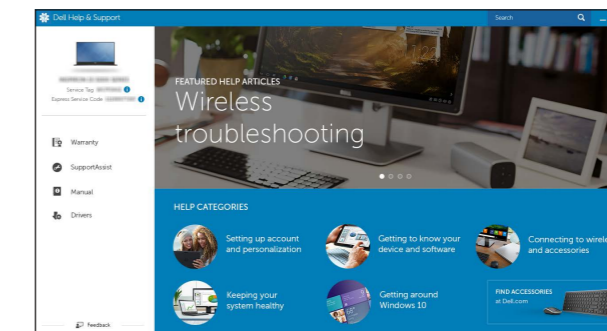 Dell Help & Support
Search
Service Tag:
Express Service Code:
Warranty
SupportAssist
Manual
Drivers
Feedback
FEATURED HELP ARTICLES
Wireless
troubleshooting
HELP CATEGORIES
Setting up account
and personalization
Getting to know your
device and software
Connecting to wirele
and accessories
Keeping your
system healthy
Getting around
Windows 10
FIND ACCESSORIES
at Dell.com